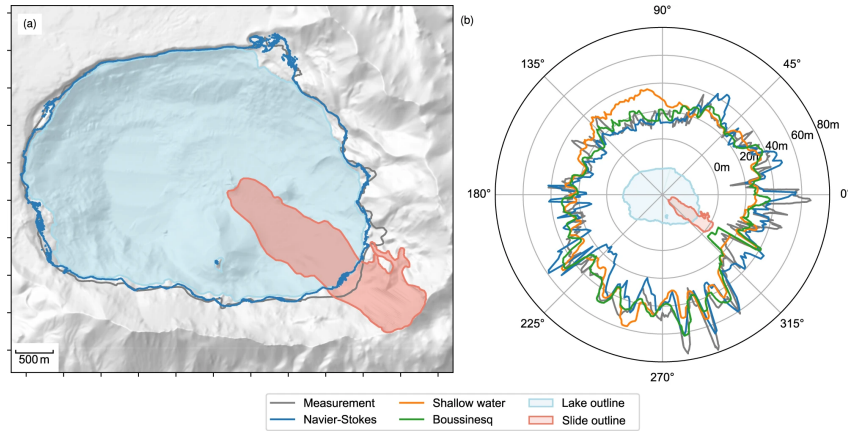 (a)
500 m
(b)
90°
135°
45°
80m
60m
40m
20m
0m
180°
0°
225°
315°
270°
Measurement
Shallow water
Lake outline
Navier-Stokes
Boussinesq
Slide outline